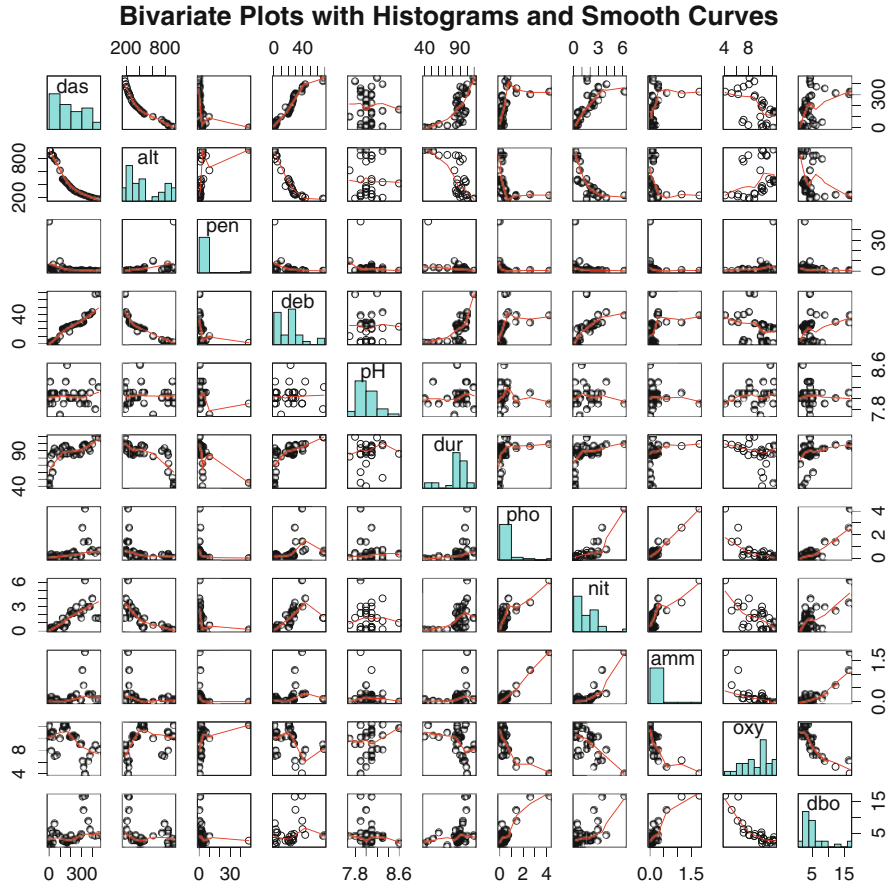 Bivariate Plots with Histograms and Smooth Curves
200 800 0 40 40 90 0 3 6 4 8
das 0 300
200 800 alt
pen 0 30
0 40 deb
pH 7.8 8.6
40 90 dur
pho 0 2 4
0 3 6 nit
amm 0.0 1.5
4 8 oxy
dbo 5 15
0 300 0 30 7.8 8.6 0 2 4 0.0 1.5 5 15